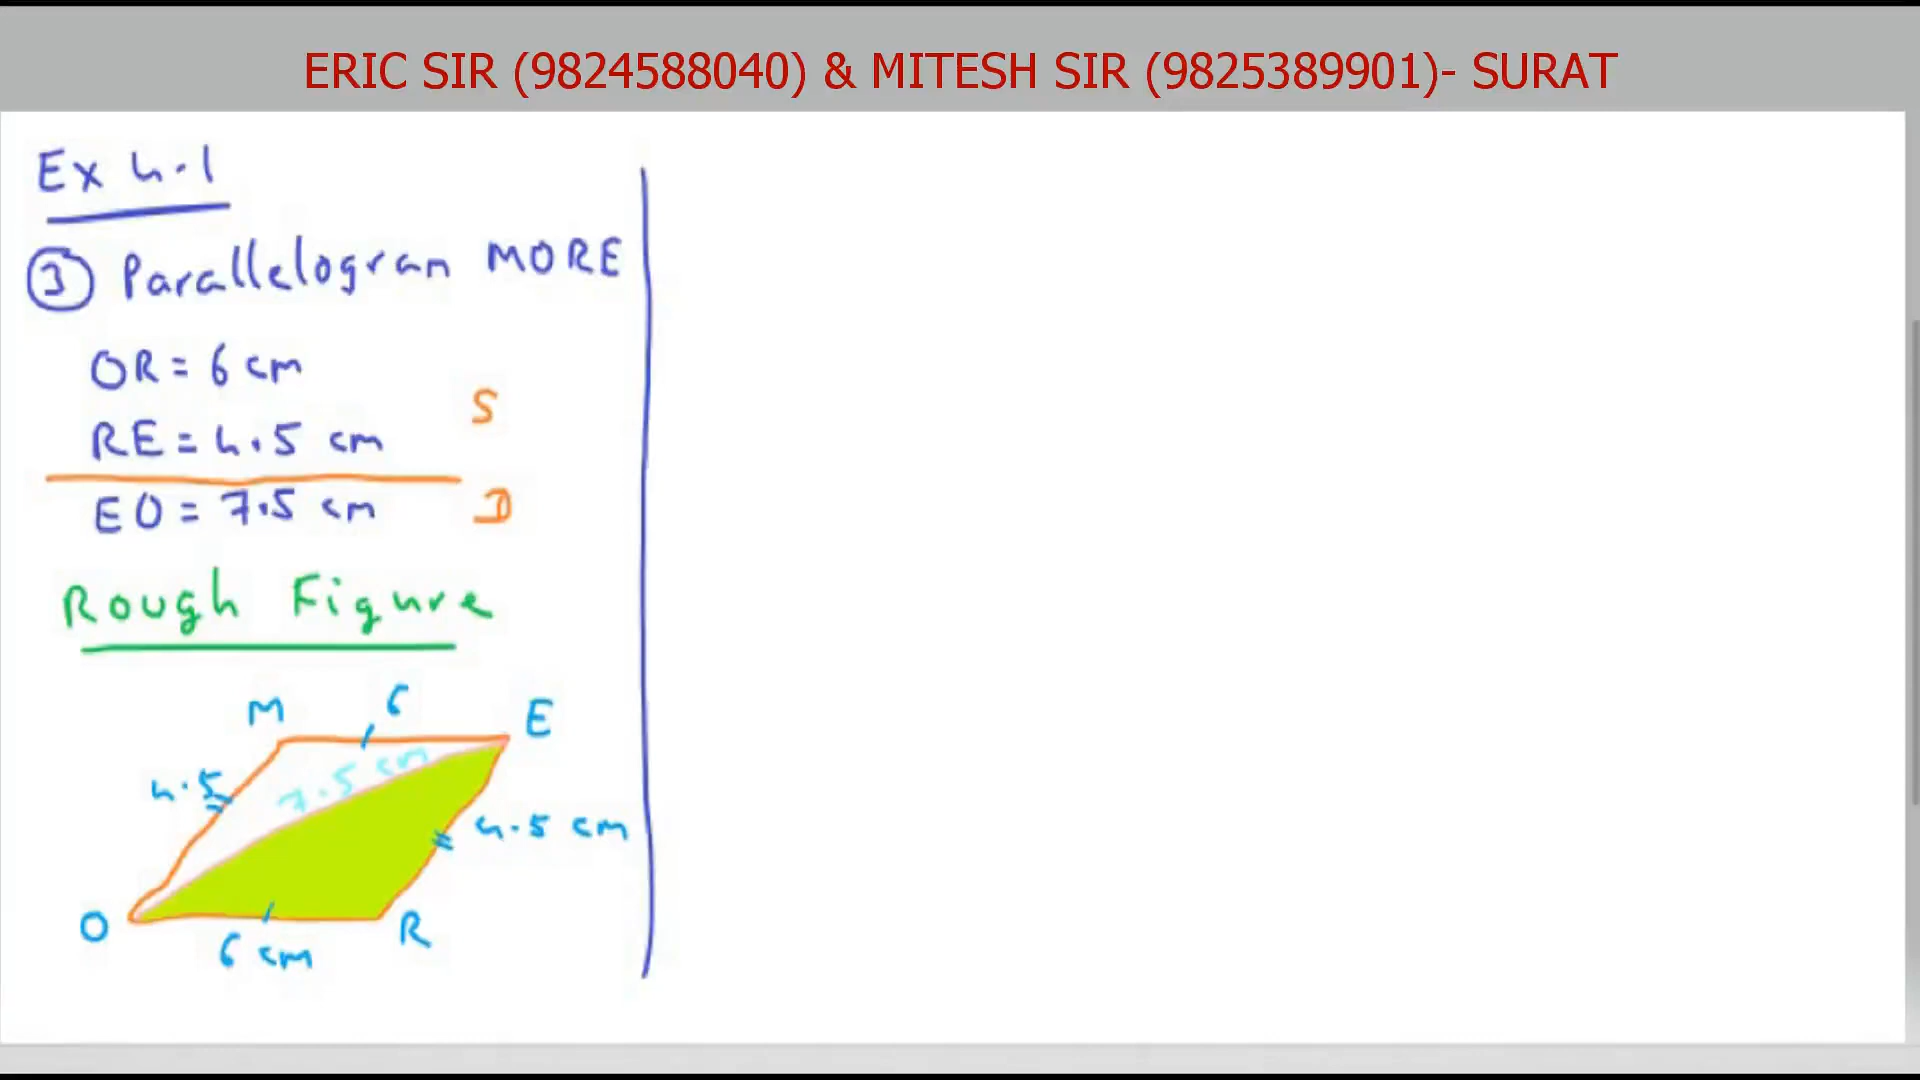 ERIC SIR (9824588040) & MITESH SIR (9825389901)- SURAT
Ex 4.1
③ Parallelogran MORE
OR = 6 cm
RE = 4.5 cm
S
EO = 7.5 cm
D
Rough Figure
M 6 E
7.5 cm
4.5
4.5 cm
O R
6 cm